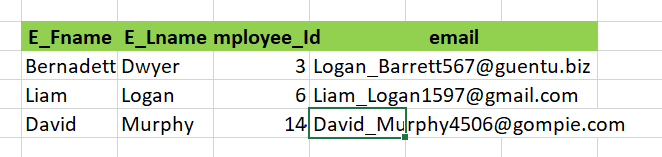 E_Fname E_Lname mployee_Id email
Bernadett Dwyer 3 Logan_Barrett567@guentu.biz
Liam Logan 6 Liam_Logan1597@gmail.com
David Murphy 14 David_Murphy4506@gompie.com